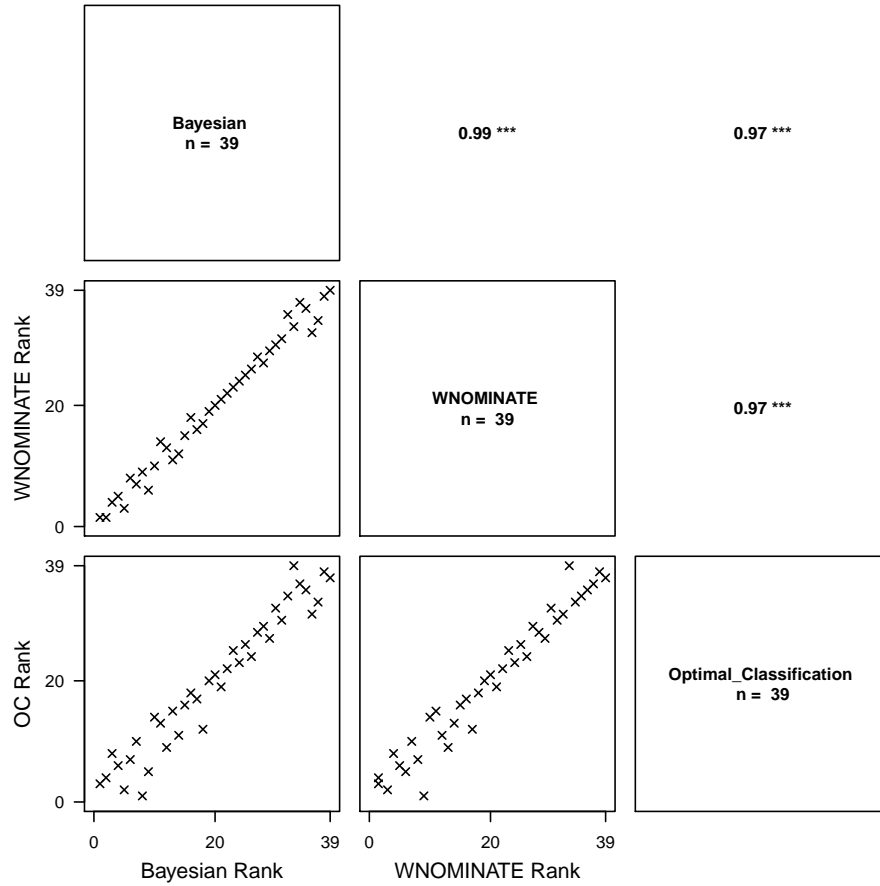 Bayesian
n = 39
0.99 ***
0.97 ***
WNOMINATE Rank
39
20
0
WNOMINATE
n = 39
0.97 ***
OC Rank
39
20
0
Optimal_Classification
n = 39
0 20 39
0 20 39
Bayesian Rank
WNOMINATE Rank